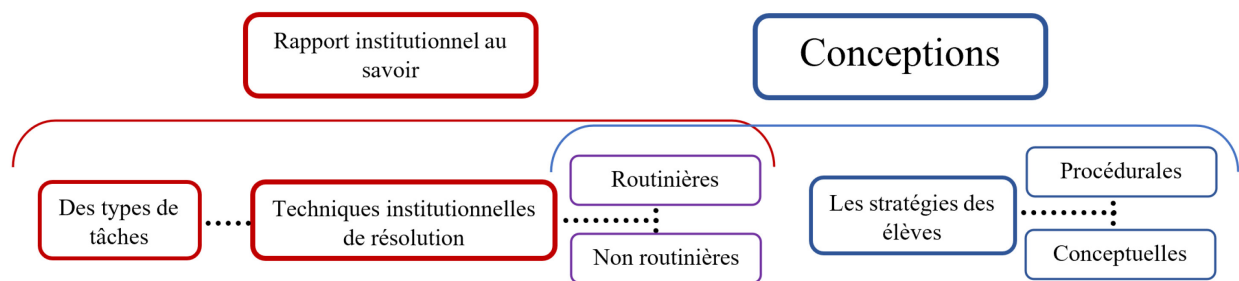 Rapport institutionnel au
savoir
Conceptions
Des types de
tâches
Techniques institutionnelles
de résolution
Routinières
Non routinières
Les stratégies des
élèves
Procédurales
Conceptuelles